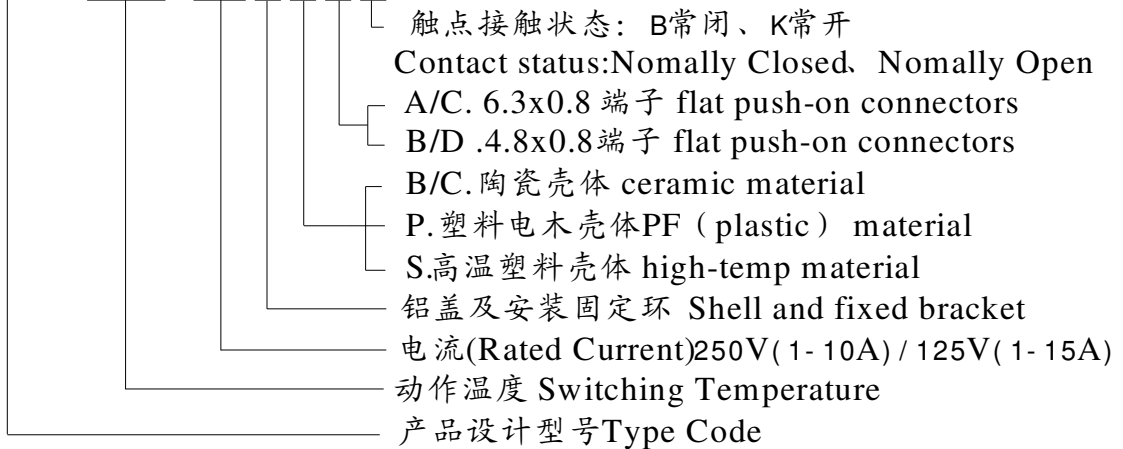 触点接触状态: B常闭、K常开
Contact status:Nomally Closed、Nomally Open
A/C. 6.3x0.8 端子 flat push-on connectors
B/D .4.8x0.8端子 flat push-on connectors
B/C.陶瓷壳体 ceramic material
P.塑料电木壳体PF（plastic） material
S.高温塑料壳体 high-temp material
铝盖及安装固定环 Shell and fixed bracket
电流(Rated Current)250V(1-10A)/125V(1-15A)
动作温度 Switching Temperature
产品设计型号Type Code